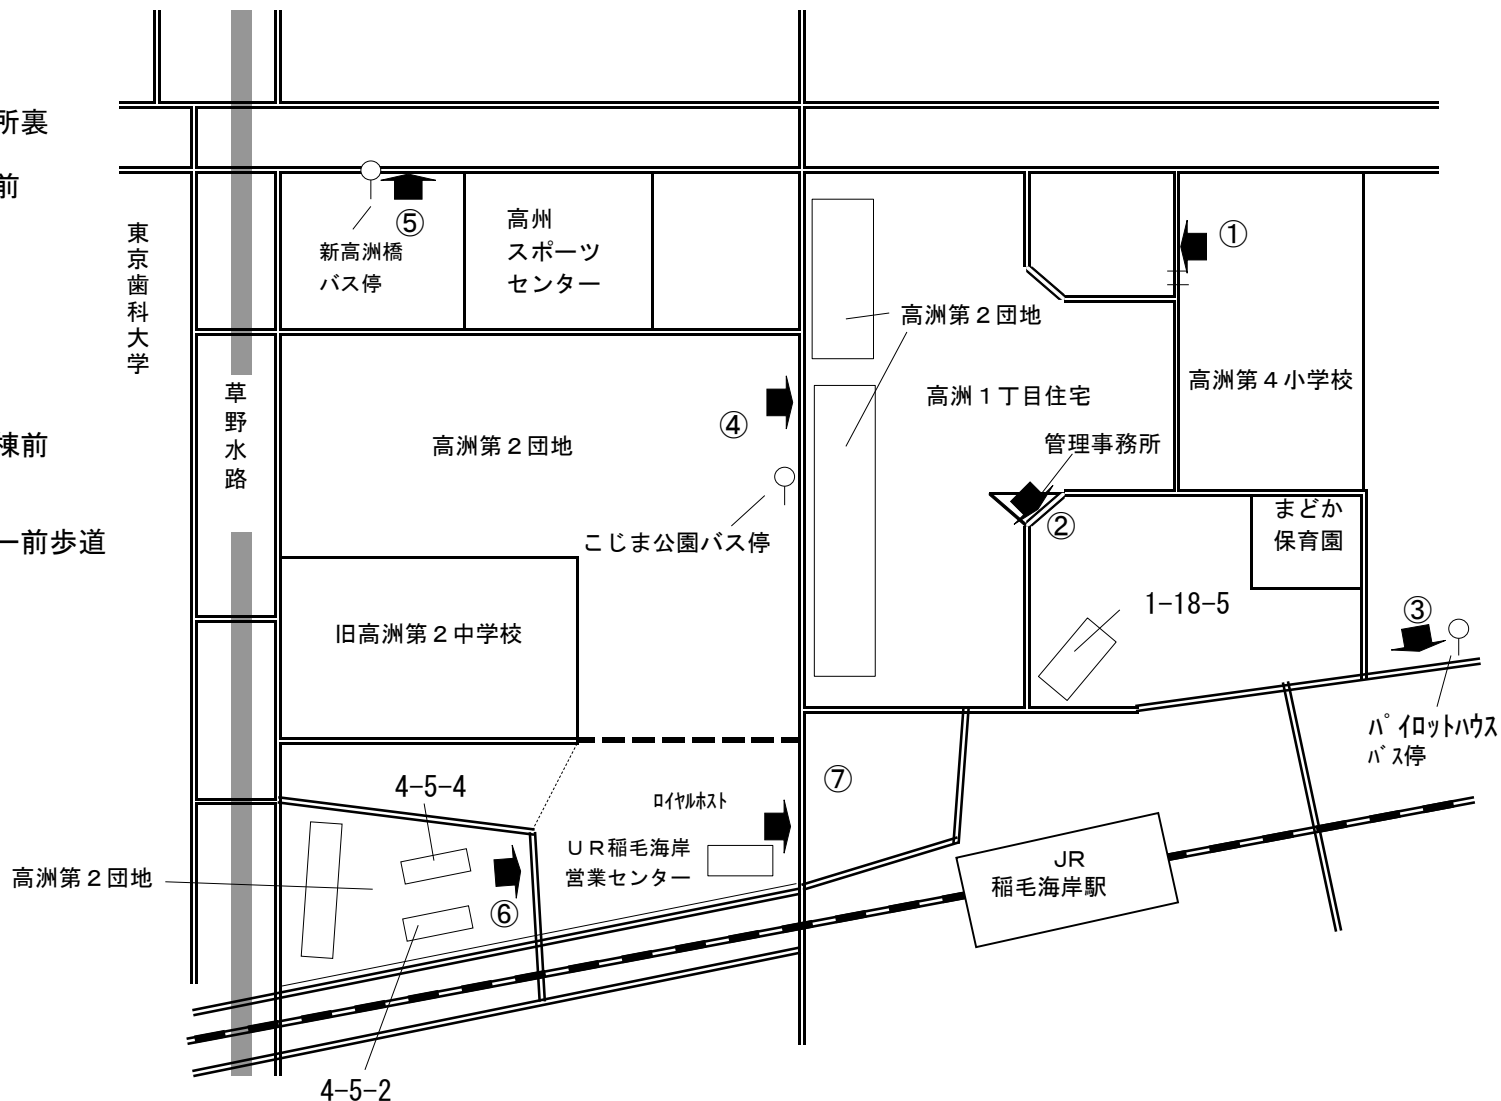 所裏
前
棟前
ー前歩道
東京歯科大学
草野水路
⑤
新高洲橋
バス停
高州
スポーツ
センター
①
高洲第２団地
高洲第４小学校
高洲１丁目住宅
④
高洲第２団地
管理事務所
②
まどか
保育園
こじま公園バス停
1-18-5
③
旧高洲第２中学校
ﾊﾟｲﾛｯﾄﾊｳｽ
ﾊﾞｽ停
⑦
4-5-4
ﾛｲﾔﾙﾎｽﾄ
ＵＲ稲毛海岸
営業センター
JR
稲毛海岸駅
高洲第２団地
⑥
4-5-2